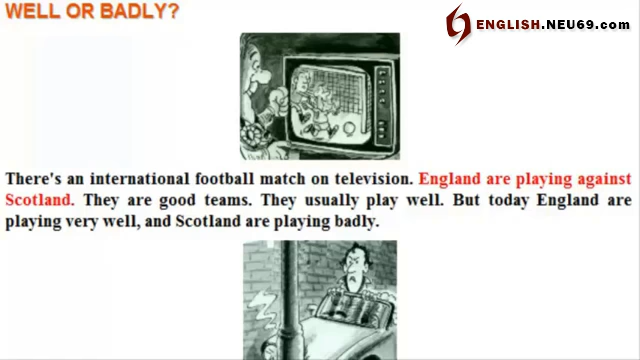 WELL OR BADLY?
ENGLISH.NEU69.com
There's an international football match on television. England are playing against
Scotland. They are good teams. They usually play well. But today England are
playing very well, and Scotland are playing badly.